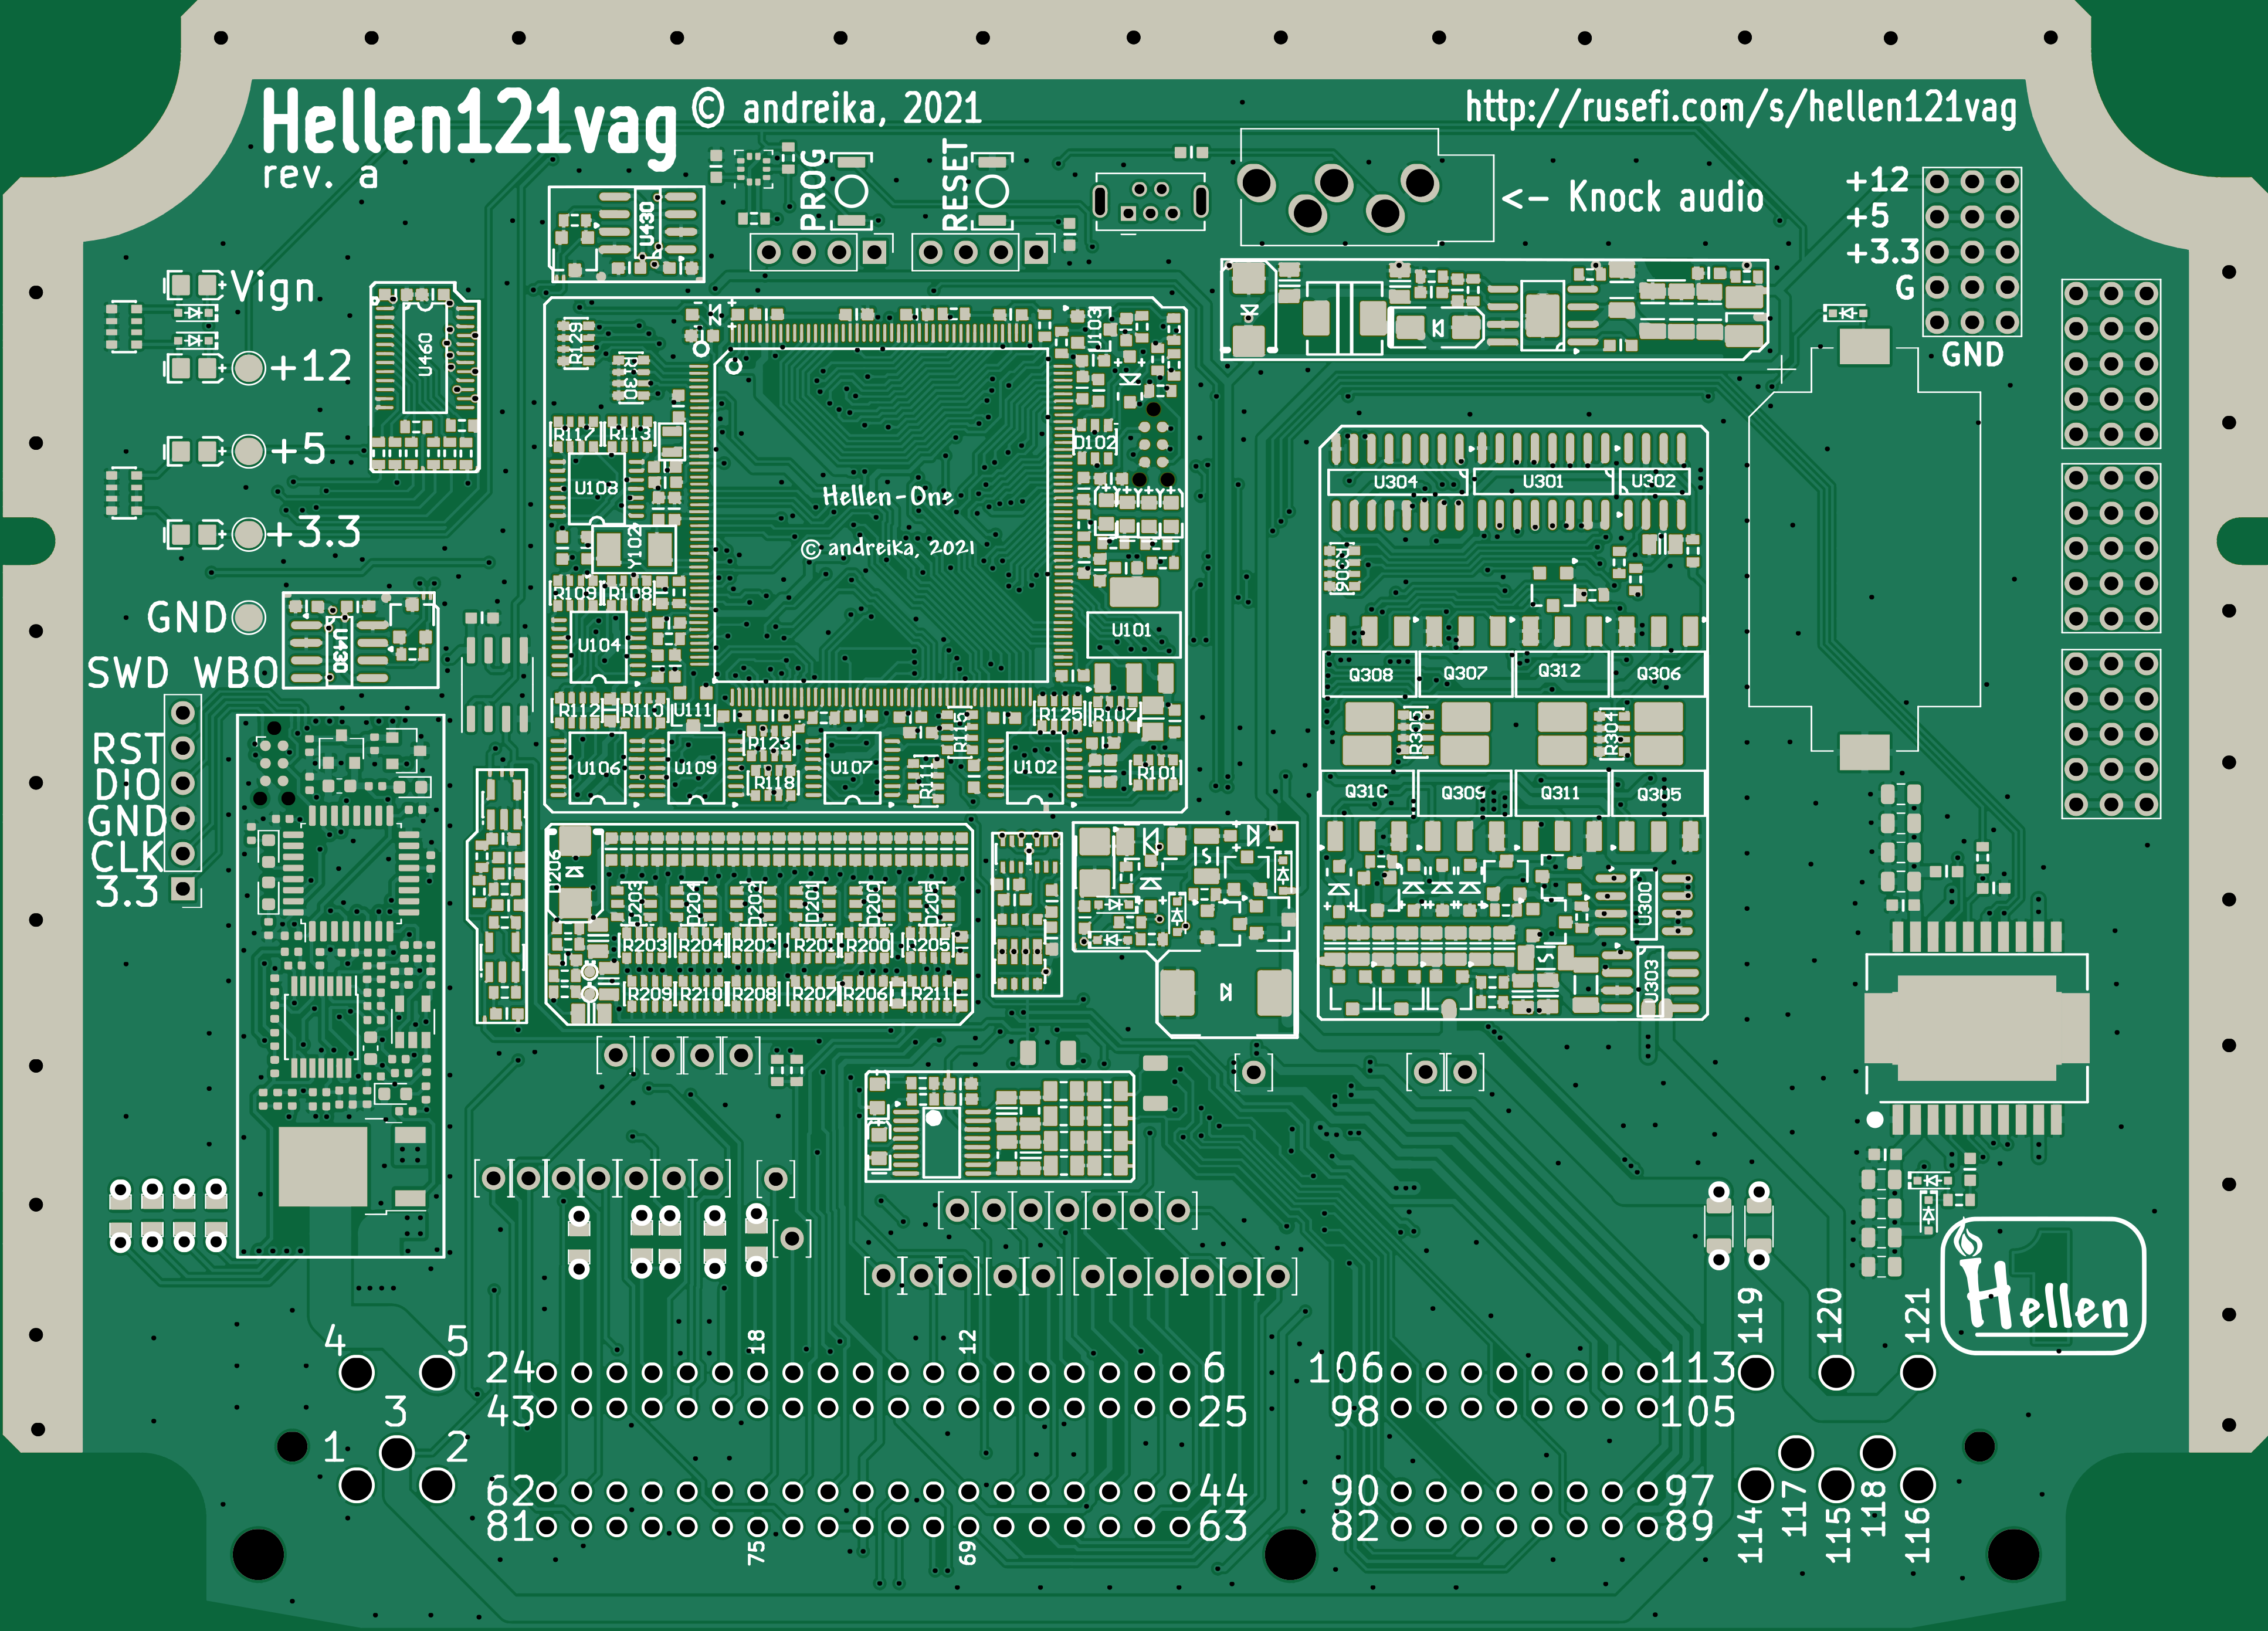 Hellen121vag © andreika, 2021
http://rusefi.com/s/hellen121vag
rev. a
PROG
RESET
<- Knock audio
+12
+5
+3.3
G
GND
Vign
+12
+5
+3.3
GND
SWD WBO
RST
DIO
GND
CLK
3.3
U430
U460
R129
R130
U103
R117 R113
D102
U108
Hellen-One
© andreika, 2021
Y102
R109 R108
U104
U101
R112 R110 U111
R123
R115
R125 R107
U106
U109
R118
U107
R111
U102
R101
U430
U304
U301
U302
R306
Q308
Q307
Q312
Q306
R305
R304
Q310
Q309
Q311
Q305
U300
U303
U206
D203
D204
D202
D201
D200
D205
R203 R204 R202 R201 R200 R205
R209 R210 R208 R207 R206 R211
Hellen
1
4
5
3
1
2
24
18
12
6
43
25
62
44
81
75
69
63
106
113
98
105
90
97
82
89
119
120
121
114
117
115
118
116